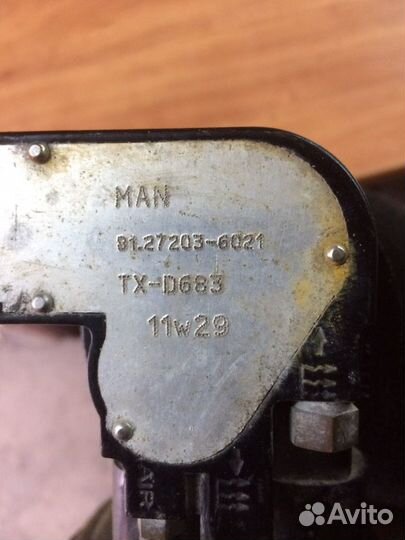 MAN
81.27203-6021
TX-D683
11w29
AIR
Avito